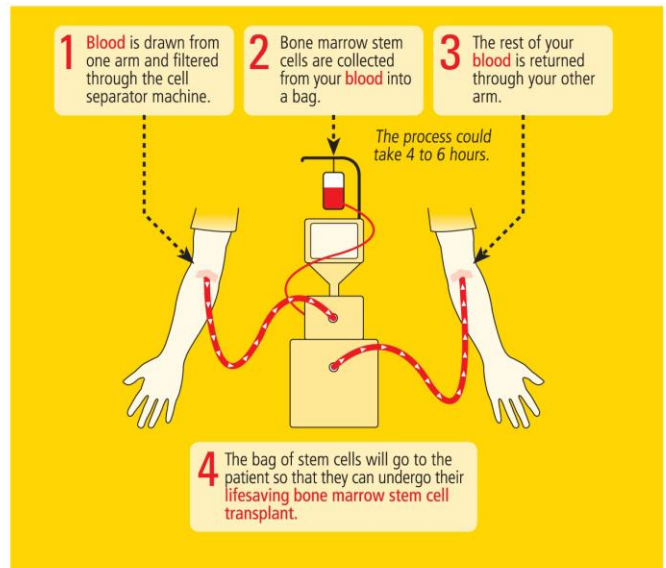 1 Blood is drawn from
one arm and filtered
through the cell
separator machine.
2 Bone marrow stem
cells are collected
from your blood into
a bag.
3 The rest of your
blood is returned
through your other
arm.
The process could
take 4 to 6 hours.
4 The bag of stem cells will go to the
patient so that they can undergo their
lifesaving bone marrow stem cell
transplant.